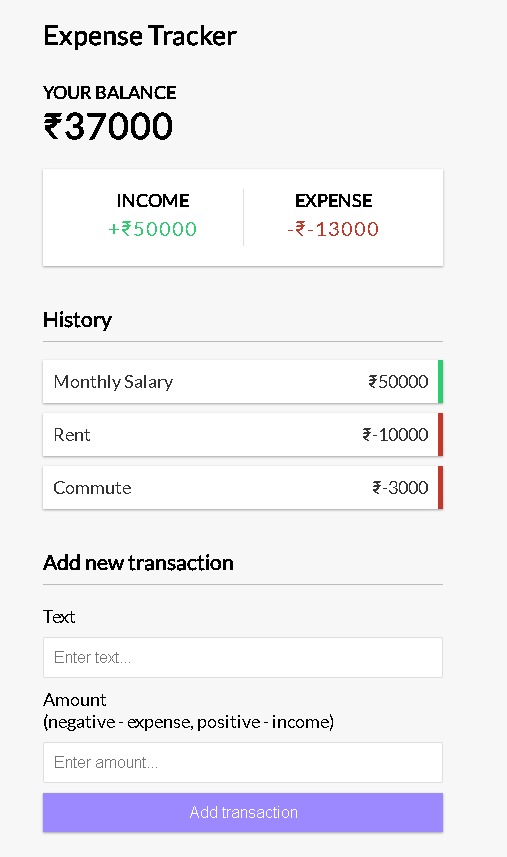 Expense Tracker
YOUR BALANCE
₹37000
INCOME
+₹50000
EXPENSE
-₹-13000
History
Monthly Salary ₹50000
Rent ₹-10000
Commute ₹-3000
Add new transaction
Text
Enter text...
Amount
(negative - expense, positive - income)
Enter amount...
Add transaction